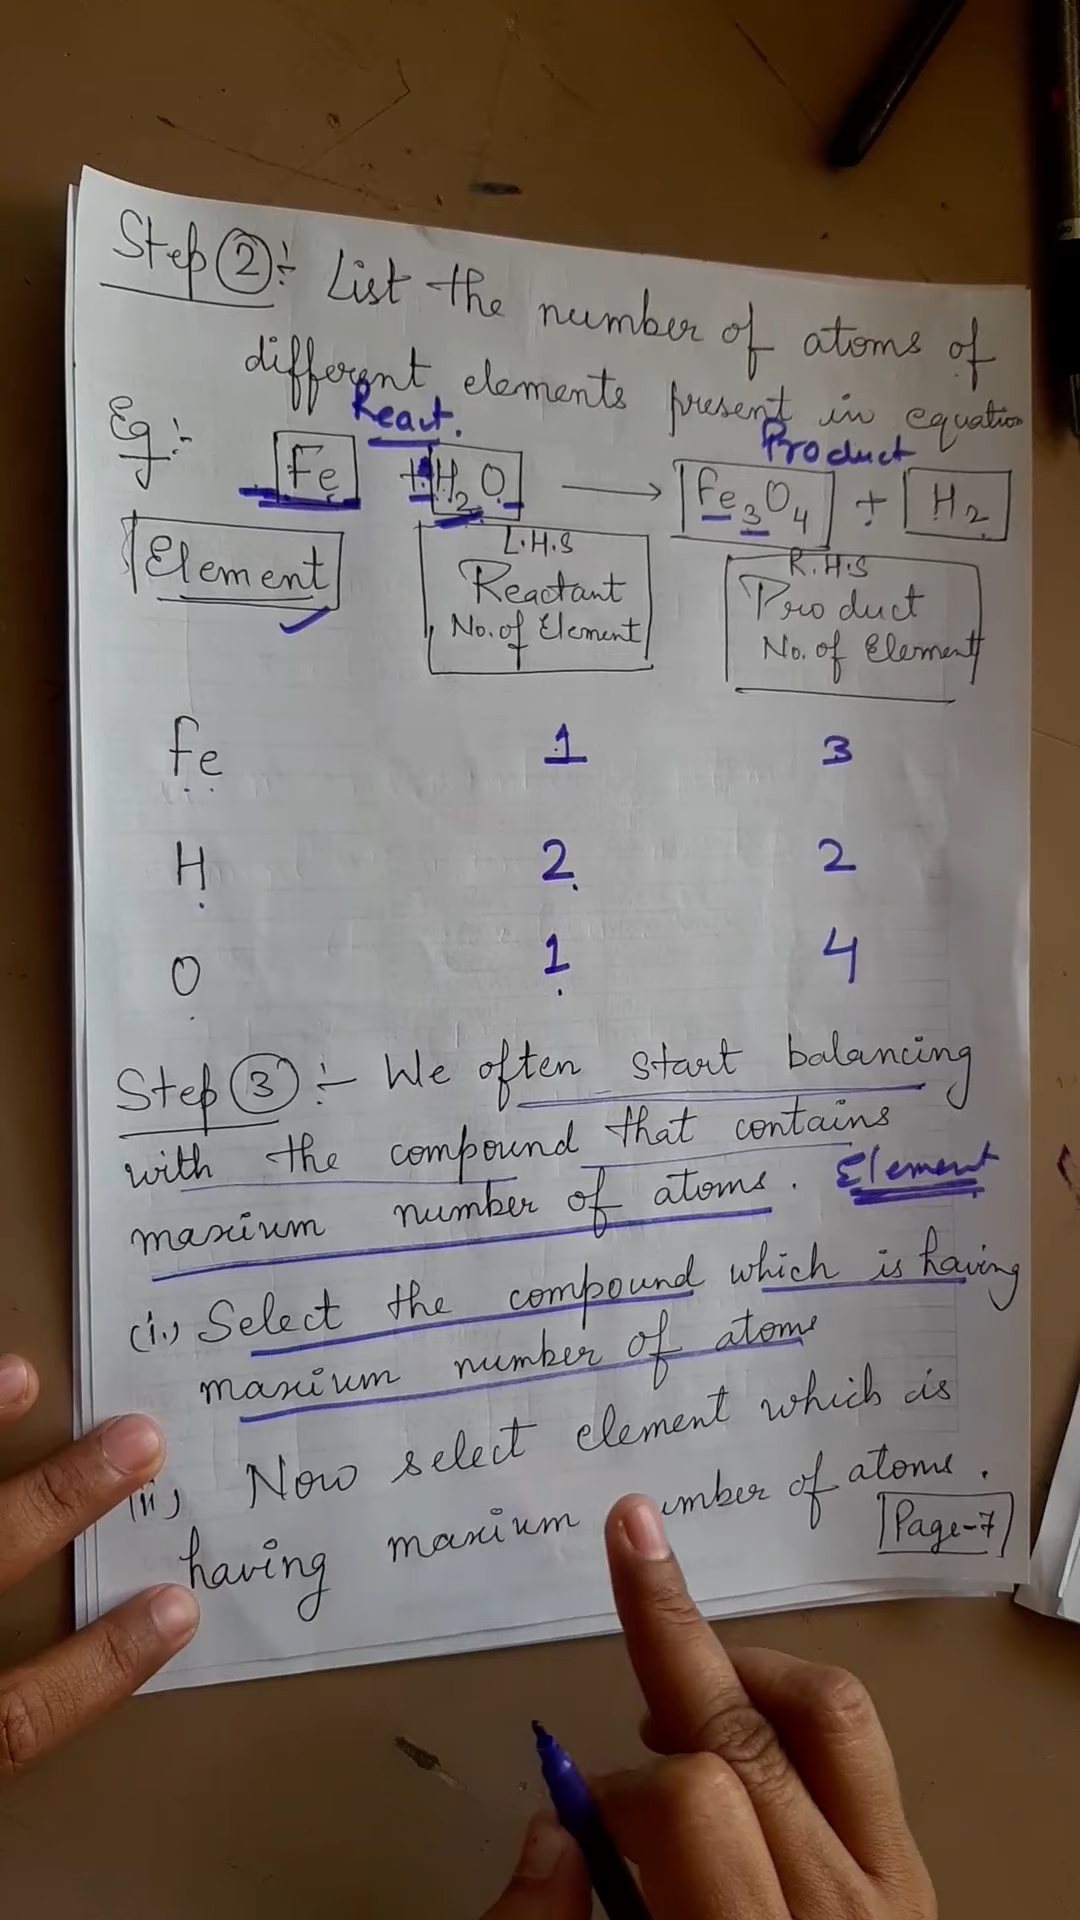 Step ② :- List the number of atoms of
different elements present in equation
React. Product
Eg :- Fe + H2O → Fe3O4 + H2
Element
L.H.S
Reactant
No. of Element
R.H.S
Product
No. of Element
Fe 1 3
H 2 2
O 1 4
Step ③ :- We often start balancing
with the compound that contains
maxium number of atoms. Element
(i.) Select the compound which is having
maxium number of atoms
(ii) Now select element which is
having maxium umber of atoms.
Page-7